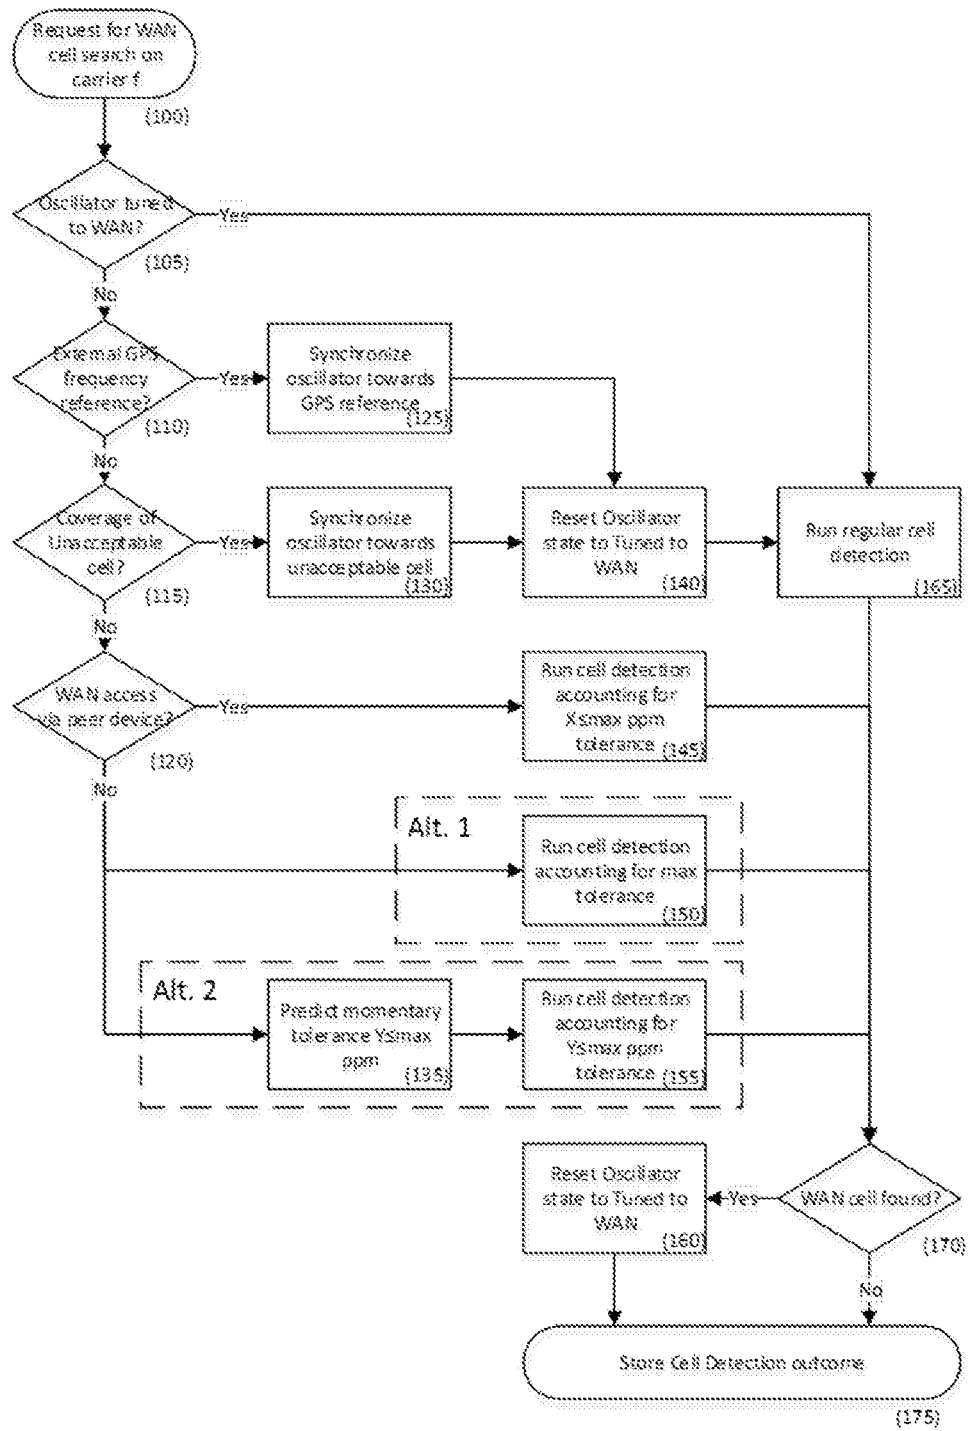 Request for WAN
cell search on
carrier f
(100)
Oscillator tuned
to WAN?
Yes
(105)
No
External GPS
frequency
reference?
Yes
(110)
Synchronize
oscillator towards
GPS reference
(125)
No
Coverage of
Unacceptable
cell?
Yes
(115)
Synchronize
oscillator towards
unacceptable cell
(130)
Reset Oscillator
state to Tuned to
WAN
(140)
Run regular cell
detection
(165)
No
WAN access
via peer device?
Yes
(120)
Run cell detection
accounting for
Xsmax ppm
tolerance
(145)
No
Alt. 1
Run cell detection
accounting for max
tolerance
(150)
Alt. 2
Predict momentary
tolerance Ysmax
ppm
(135)
Run cell detection
accounting for
Ysmax ppm
tolerance
(155)
Reset Oscillator
state to Tuned to
WAN
(160)
Yes
WAN cell found?
(170)
No
Store Cell Detection outcome
(175)